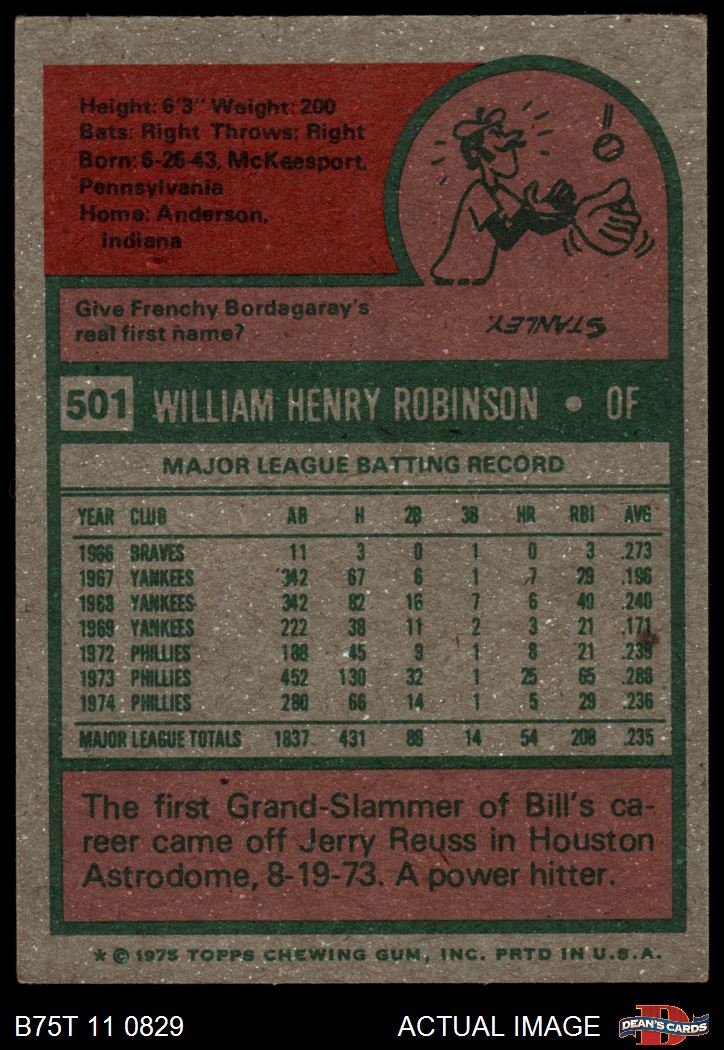 Height: 6'3" Weight: 200
Bats: Right Throws: Right
Born: 6-26-43, McKeesport,
Pennsylvania
Home: Anderson,
Indiana
Give Frenchy Bordagaray's
real first name?
STANLEY.
501 WILLIAM HENRY ROBINSON • OF
MAJOR LEAGUE BATTING RECORD
YEAR CLUB AB H 2B 3B HR RBI AVG
1966 BRAVES 11 3 0 1 0 3 .273
1967 YANKEES 342 67 6 1 7 29 .196
1968 YANKEES 342 82 16 7 6 40 .240
1969 YANKEES 222 38 11 2 3 21 .171
1972 PHILLIES 188 45 9 1 8 21 .239
1973 PHILLIES 452 130 32 1 25 65 .288
1974 PHILLIES 280 66 14 1 5 29 .236
MAJOR LEAGUE TOTALS 1837 431 88 14 54 208 .235
The first Grand-Slammer of Bill's ca-
reer came off Jerry Reuss in Houston
Astrodome, 8-19-73. A power hitter.
* © 1975 TOPPS CHEWING GUM, INC. PRTD IN U.S.A.
B75T 11 0829 ACTUAL IMAGE
D
DEAN'S CARDS